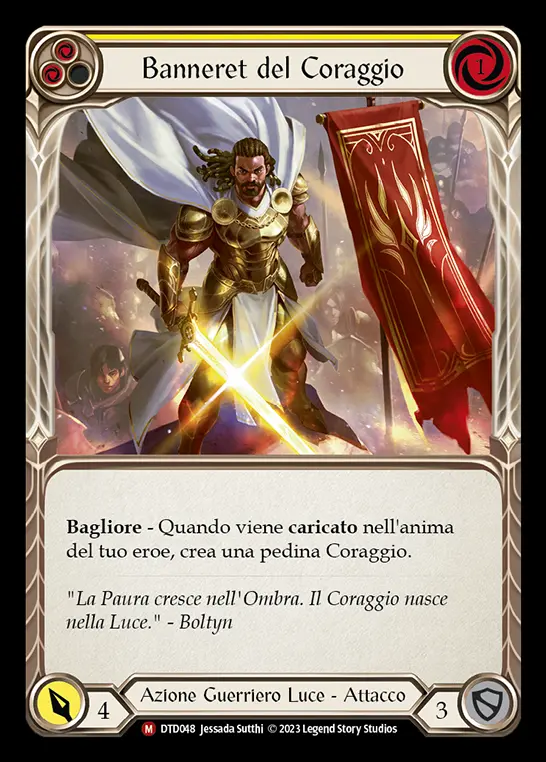 Banneret del Coraggio
1
Bagliore - Quando viene caricato nell'anima
del tuo eroe, crea una pedina Coraggio.
"La Paura cresce nell'Ombra. Il Coraggio nasce
nella Luce." - Boltyn
4
Azione Guerriero Luce - Attacco
3
M DTD048 Jessada Sutthi © 2023 Legend Story Studios